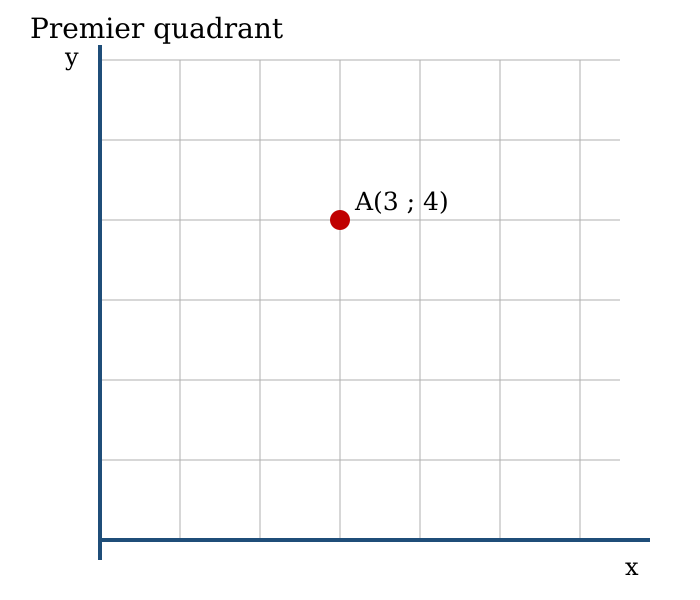 Premier quadrant
y
A(3 ; 4)
x